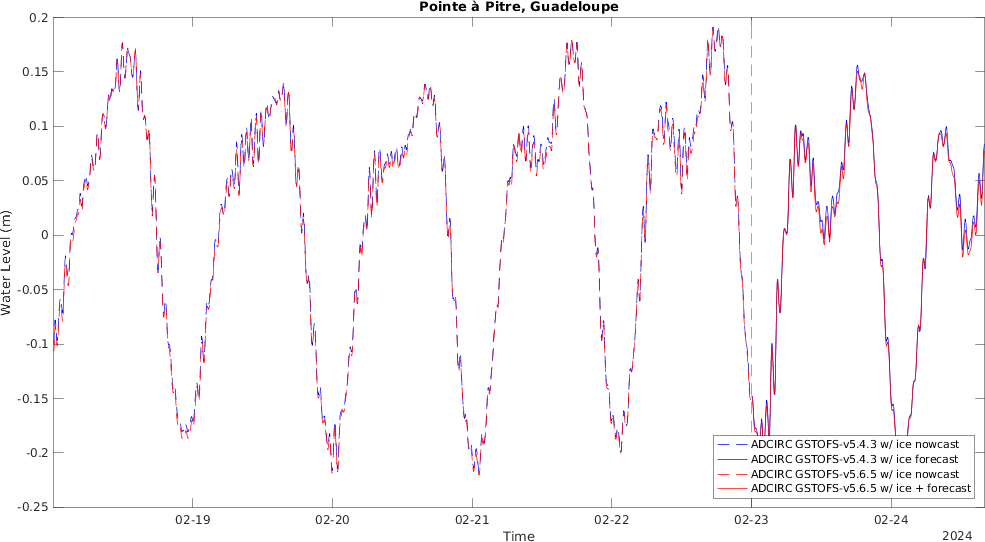 Pointe à Pitre, Guadeloupe
Water Level (m)
0.2
0.15
0.1
0.05
0
-0.05
-0.1
-0.15
-0.2
-0.25
ADCIRC GSTOFS-v5.4.3 w/ ice nowcast
ADCIRC GSTOFS-v5.4.3 w/ ice forecast
ADCIRC GSTOFS-v5.6.5 w/ ice nowcast
ADCIRC GSTOFS-v5.6.5 w/ ice + forecast
02-19 02-20 02-21 02-22 02-23 02-24
Time
2024